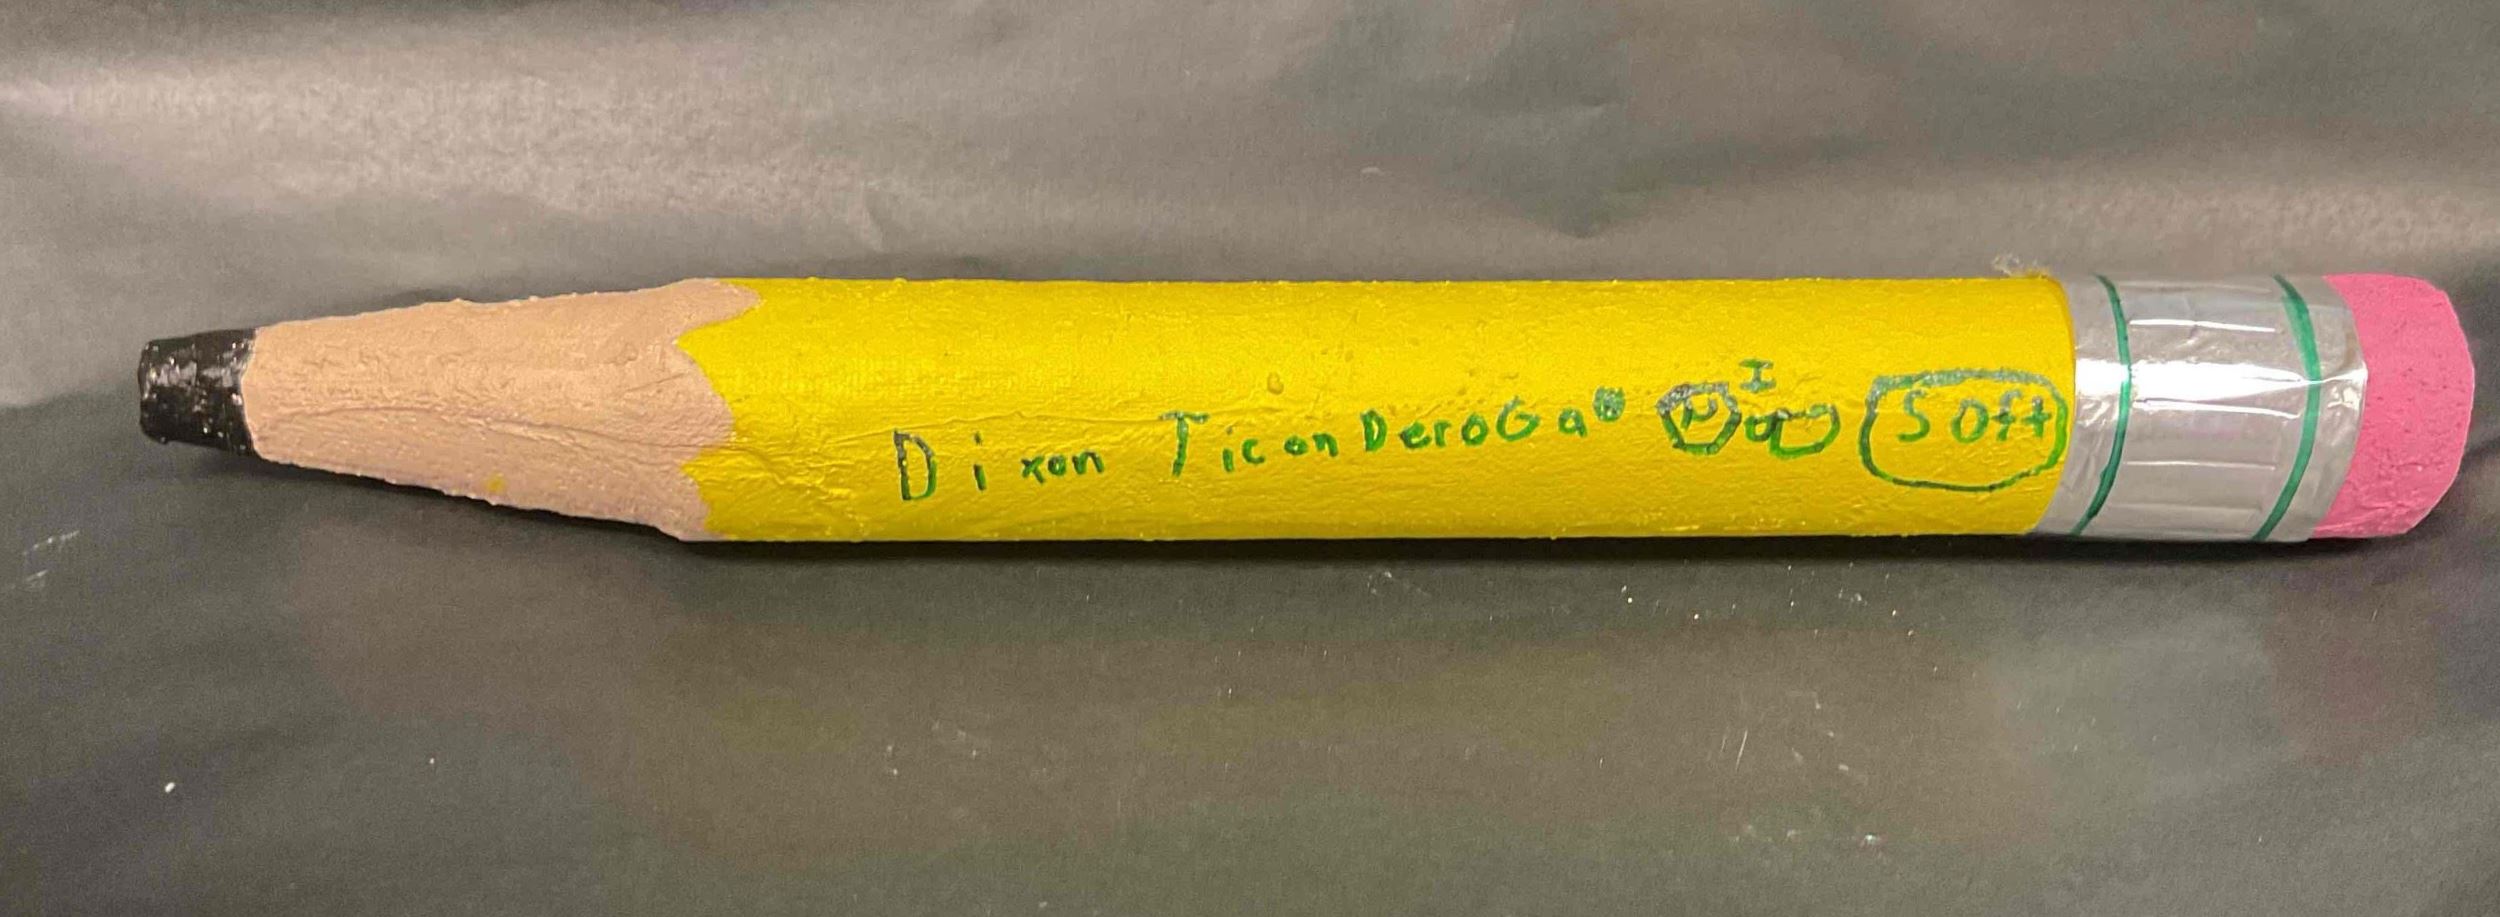 Dixon TiconDeroGa® Soft